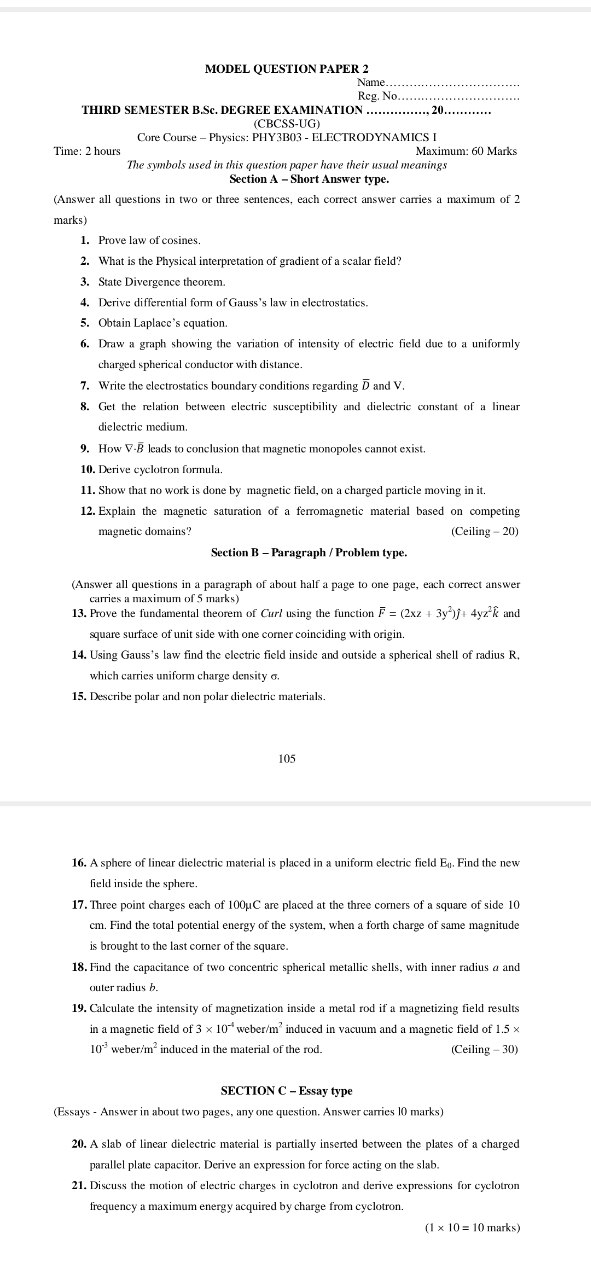 MODEL QUESTION PAPER 2
Name…………………………….
Reg. No………………………….
THIRD SEMESTER B.Sc. DEGREE EXAMINATION ……………, 20…………
(CBCSS-UG)
Core Course – Physics: PHY3B03 - ELECTRODYNAMICS I
Time: 2 hours Maximum: 60 Marks
The symbols used in this question paper have their usual meanings
Section A – Short Answer type.
(Answer all questions in two or three sentences, each correct answer carries a maximum of 2
marks)
1. Prove law of cosines.
2. What is the Physical interpretation of gradient of a scalar field?
3. State Divergence theorem.
4. Derive differential form of Gauss's law in electrostatics.
5. Obtain Laplace's equation.
6. Draw a graph showing the variation of intensity of electric field due to a uniformly
charged spherical conductor with distance.
7. Write the electrostatics boundary conditions regarding D̅ and V.
8. Get the relation between electric susceptibility and dielectric constant of a linear
dielectric medium.
9. How ∇·B̅ leads to conclusion that magnetic monopoles cannot exist.
10. Derive cyclotron formula.
11. Show that no work is done by magnetic field, on a charged particle moving in it.
12. Explain the magnetic saturation of a ferromagnetic material based on competing
magnetic domains? (Ceiling – 20)
Section B – Paragraph / Problem type.
(Answer all questions in a paragraph of about half a page to one page, each correct answer
carries a maximum of 5 marks)
13. Prove the fundamental theorem of Curl using the function F̅ = (2xz + 3y²)ĵ + 4yz²k̂ and
square surface of unit side with one corner coinciding with origin.
14. Using Gauss's law find the electric field inside and outside a spherical shell of radius R,
which carries uniform charge density σ.
15. Describe polar and non polar dielectric materials.
105
16. A sphere of linear dielectric material is placed in a uniform electric field E₀. Find the new
field inside the sphere.
17. Three point charges each of 100μC are placed at the three corners of a square of side 10
cm. Find the total potential energy of the system, when a forth charge of same magnitude
is brought to the last corner of the square.
18. Find the capacitance of two concentric spherical metallic shells, with inner radius a and
outer radius b.
19. Calculate the intensity of magnetization inside a metal rod if a magnetizing field results
in a magnetic field of 3 × 10⁻⁴ weber/m² induced in vacuum and a magnetic field of 1.5 ×
10⁻³ weber/m² induced in the material of the rod. (Ceiling – 30)
SECTION C – Essay type
(Essays - Answer in about two pages, any one question. Answer carries l0 marks)
20. A slab of linear dielectric material is partially inserted between the plates of a charged
parallel plate capacitor. Derive an expression for force acting on the slab.
21. Discuss the motion of electric charges in cyclotron and derive expressions for cyclotron
frequency a maximum energy acquired by charge from cyclotron.
(1 × 10 = 10 marks)